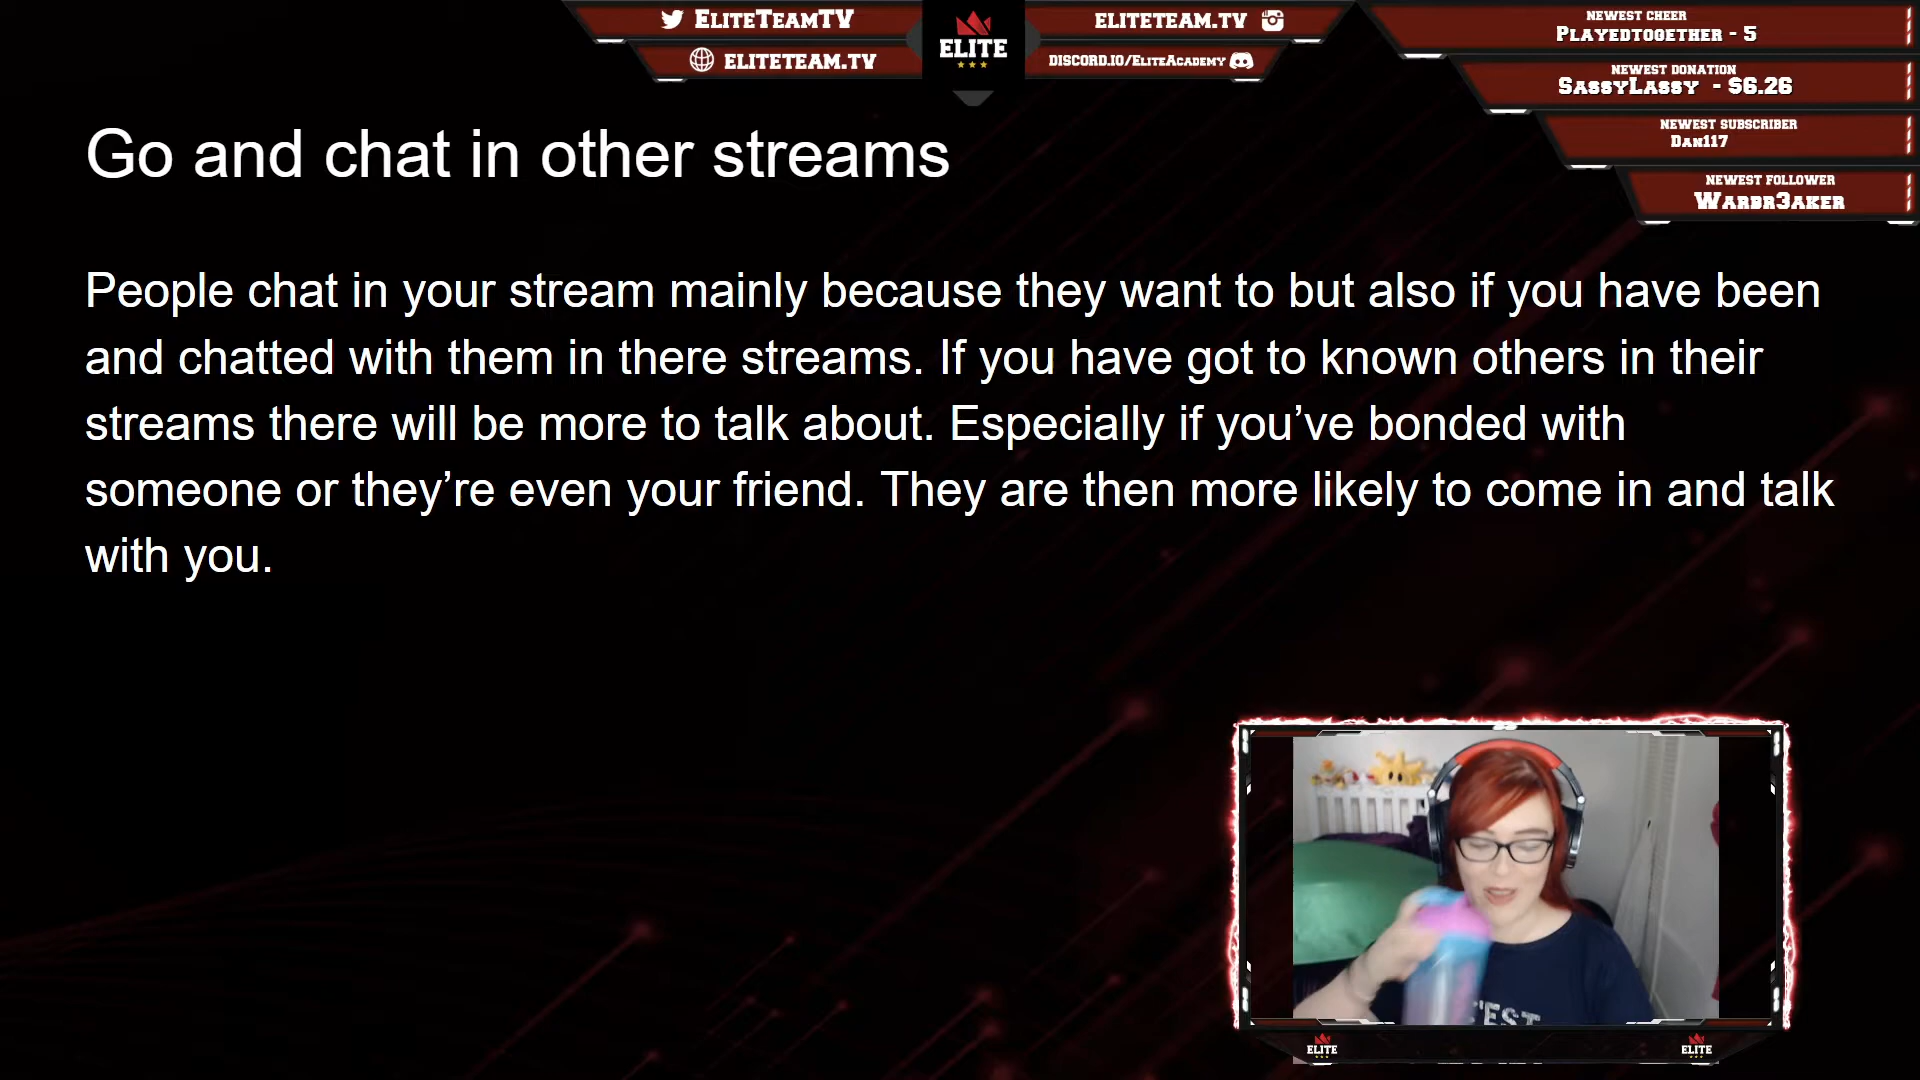 EliteTeamTV
eliteteam.tv
ELITE
eliteteam.tv
discord.io/EliteAcademy
Newest Cheer
Playedtogether - 5
Newest Donation
SassyLassy - $6.26
Newest Subscriber
Dan117
Newest Follower
Warbr3aker
Go and chat in other streams
People chat in your stream mainly because they want to but also if you have been
and chatted with them in there streams. If you have got to known others in their
streams there will be more to talk about. Especially if you’ve bonded with
someone or they’re even your friend. They are then more likely to come in and talk
with you.
ELITE
ELITE